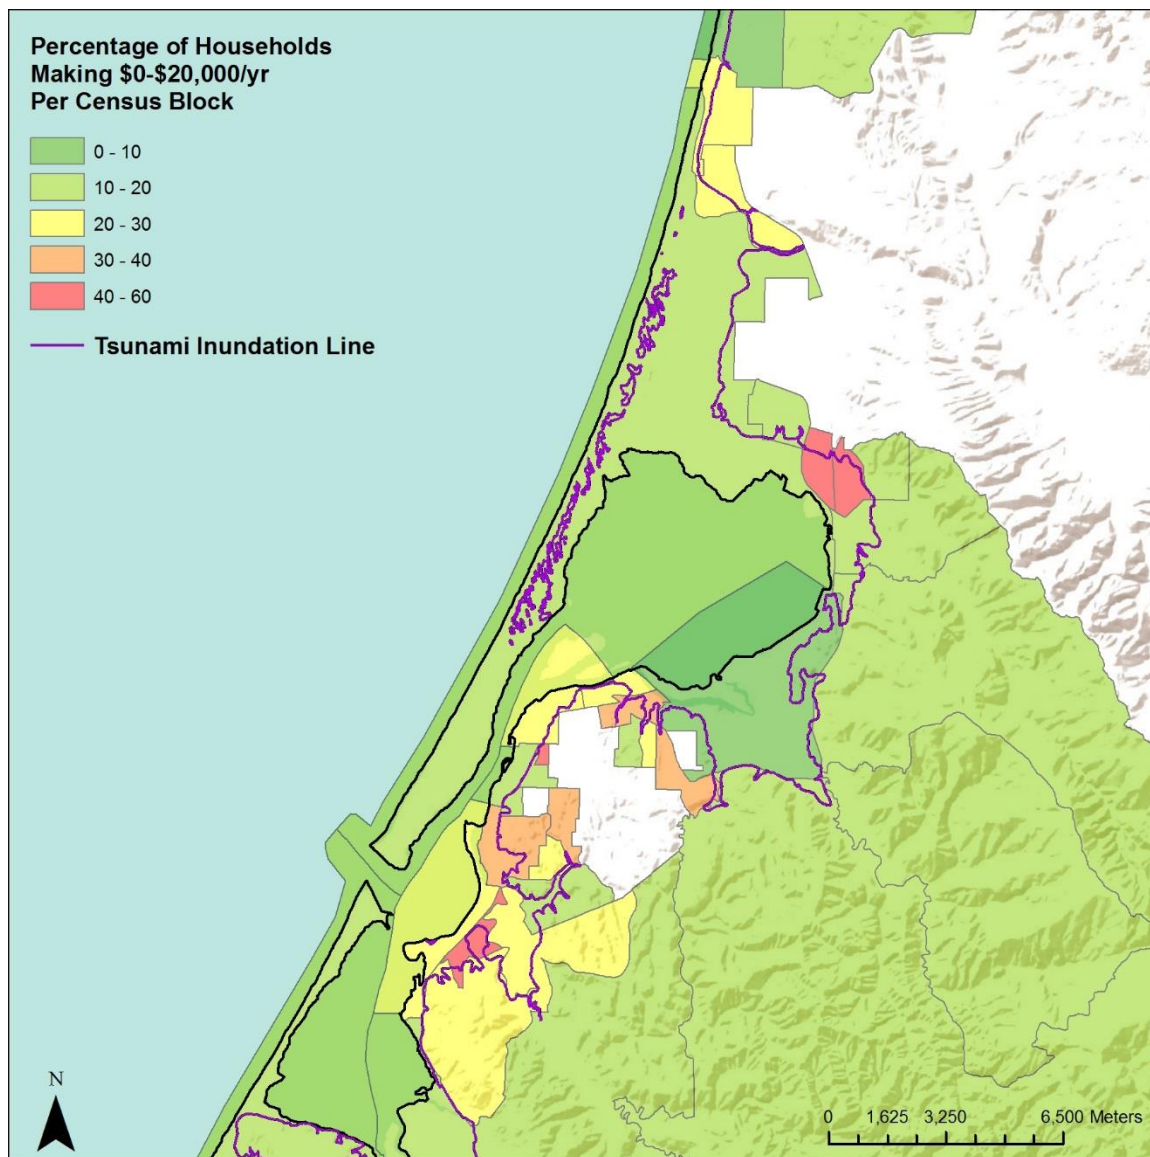 Percentage of Households
Making $0-$20,000/yr
Per Census Block
0 - 10
10 - 20
20 - 30
30 - 40
40 - 60
Tsunami Inundation Line
N
0 1,625 3,250 6,500 Meters